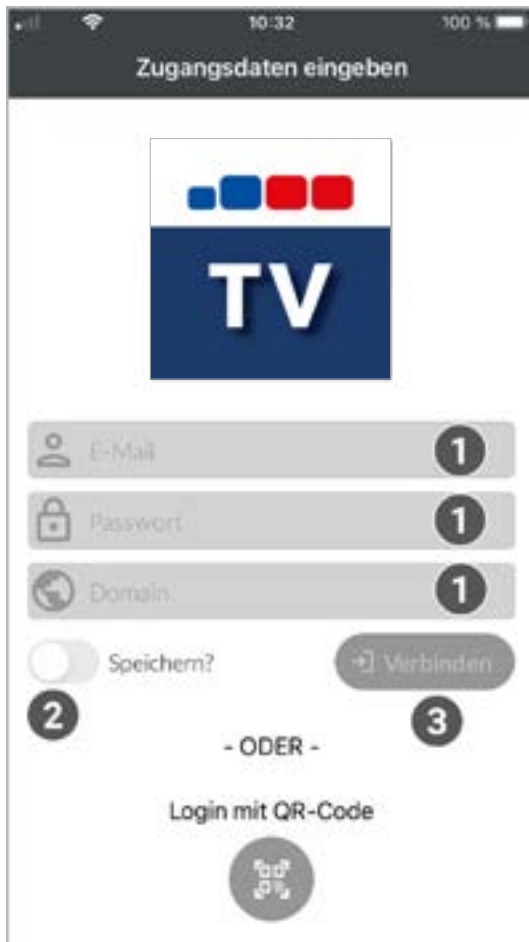 10:32
100 %
Zugangsdaten eingeben
TV
E-Mail 1
Passwort 1
Domain 1
Speichern?
Verbinden
2
3
- ODER -
Login mit QR-Code